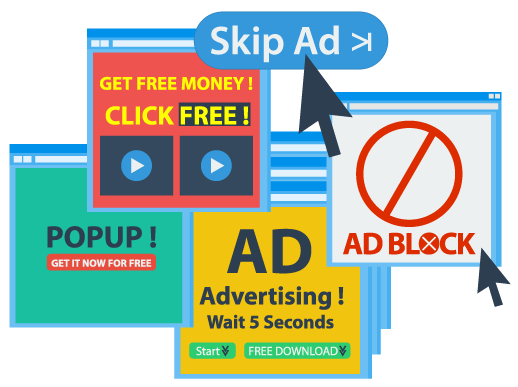 Skip Ad
GET FREE MONEY !
CLICK FREE !
POPUP !
GET IT NOW FOR FREE
AD
Advertising !
Wait 5 Seconds
Start
FREE DOWNLOAD
AD BLOCK